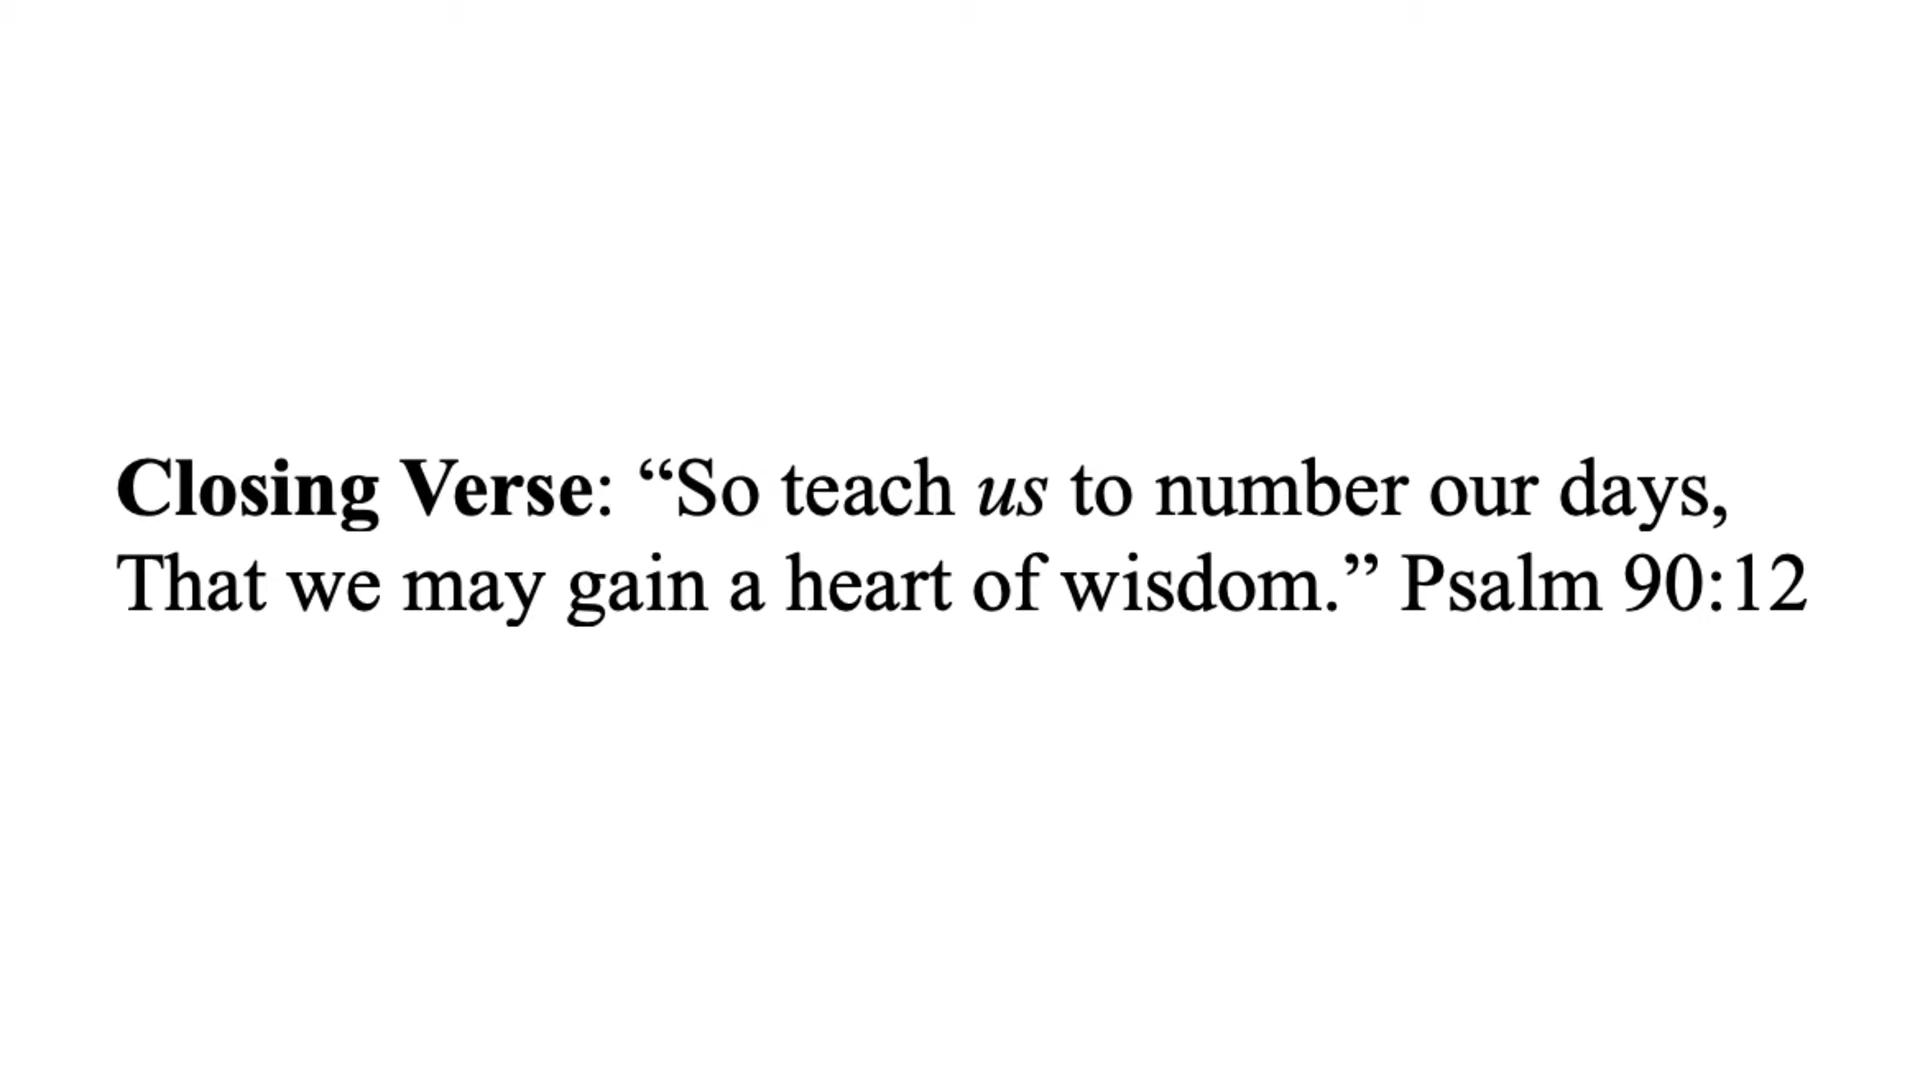 Closing Verse: “So teach us to number our days,
That we may gain a heart of wisdom.” Psalm 90:12